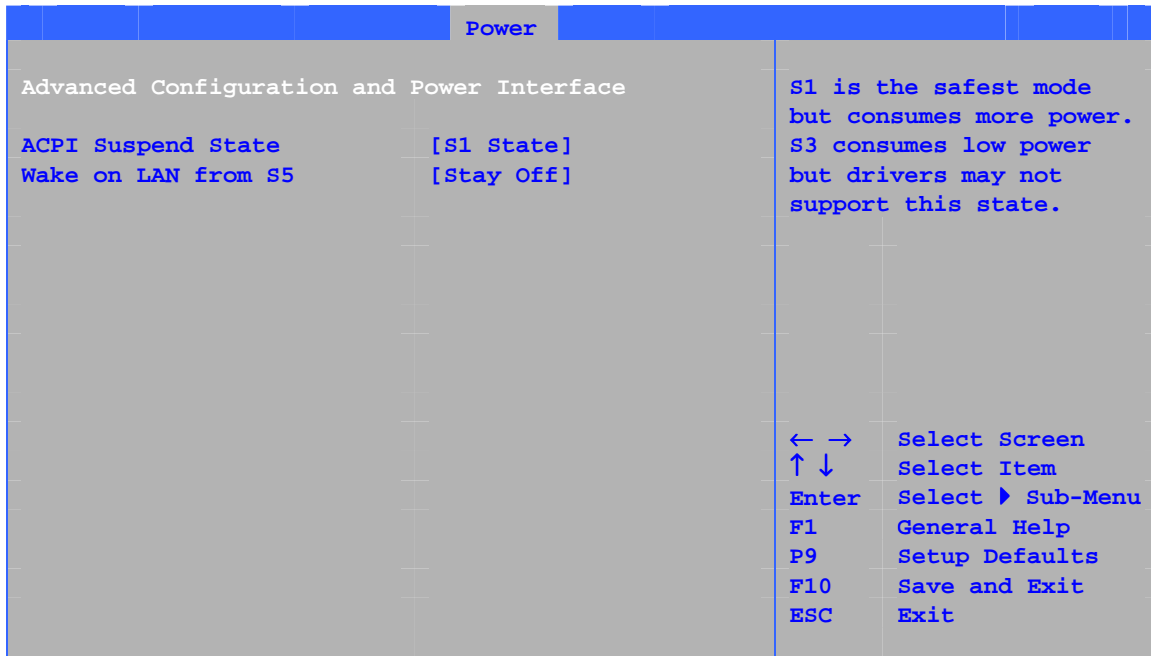 Power
Advanced Configuration and Power Interface
ACPI Suspend State [S1 State]
Wake on LAN from S5 [Stay Off]
S1 is the safest mode
but consumes more power.
S3 consumes low power
but drivers may not
support this state.
← → Select Screen
↑ ↓ Select Item
Enter Select ▶ Sub-Menu
F1 General Help
P9 Setup Defaults
F10 Save and Exit
ESC Exit